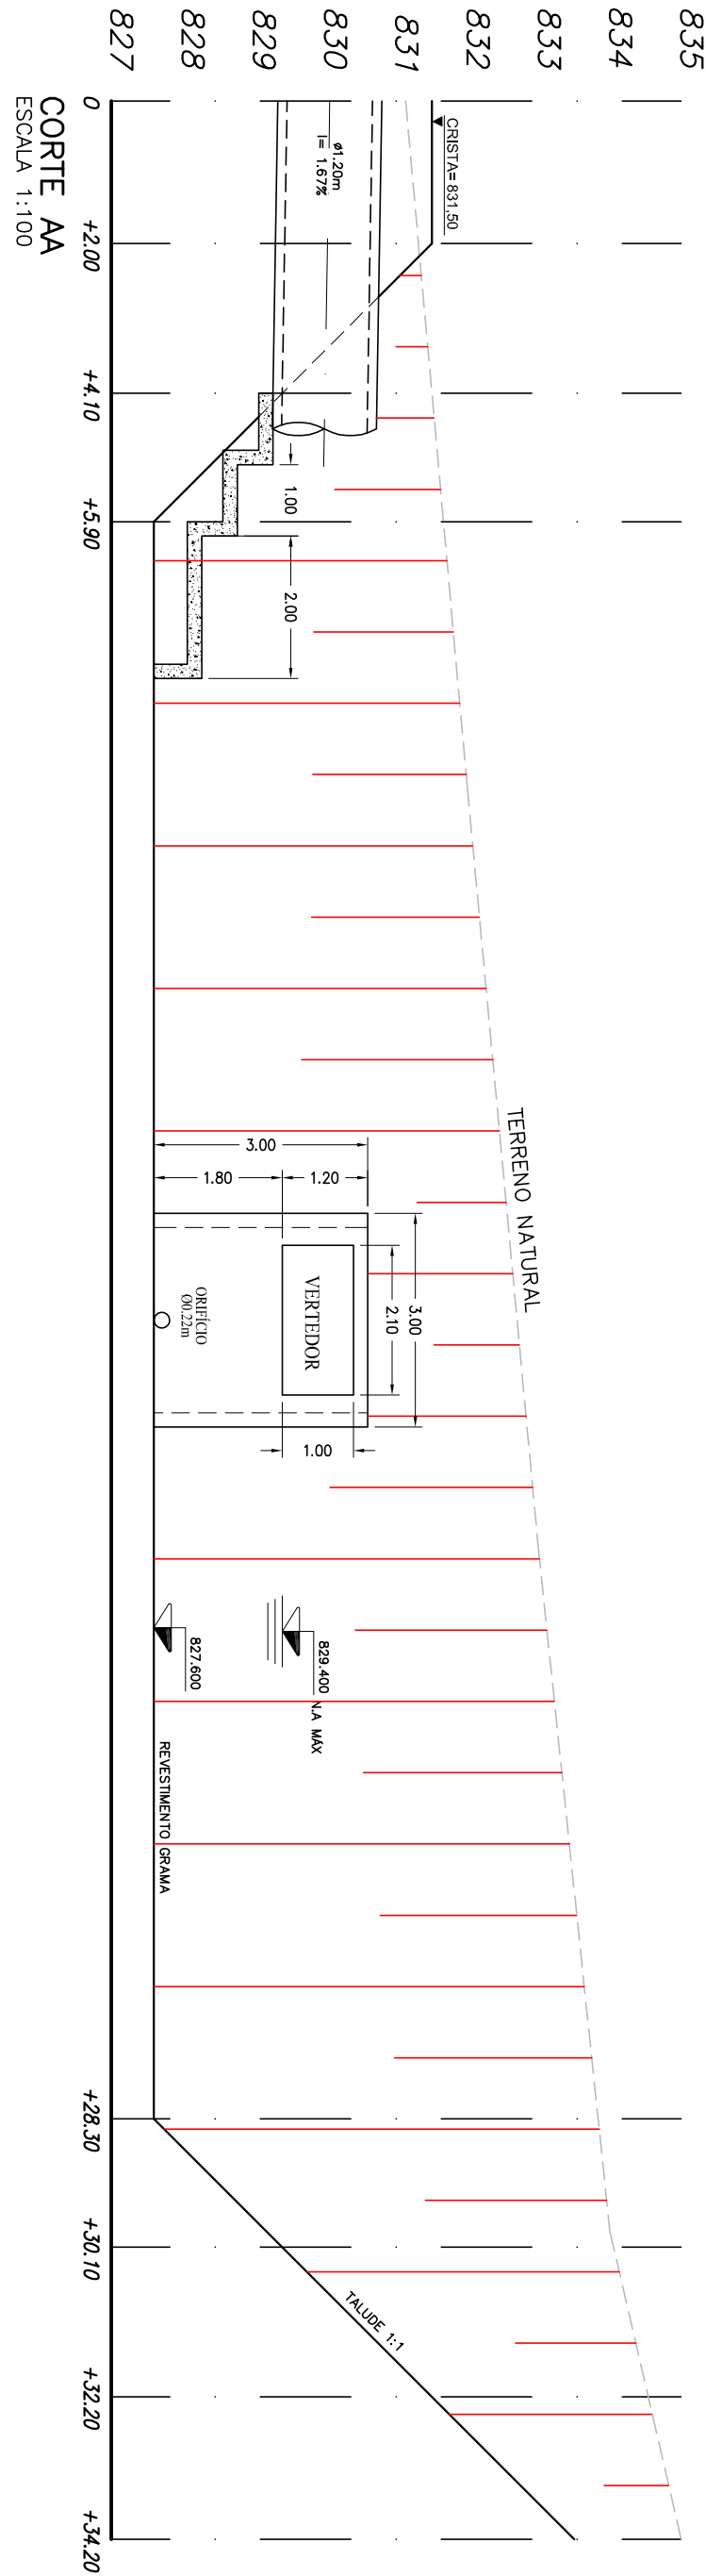 835
834
833
832
831
830
829
828
827
CRISTA= 831,50
ø1.20m
I= 1.67%
1.00
2.00
TERRENO NATURAL
3.00
1.80
1.20
3.00
2.10
VERTEDOR
ORIFÍCIO
Ø0.22m
1.00
829.400
N.A MÁX
827.600
REVESTIMENTO GRAMA
TALUDE 1:1
0
+2.00
+4.10
+5.90
+28.30
+30.10
+32.20
+34.20
CORTE AA
ESCALA 1:100